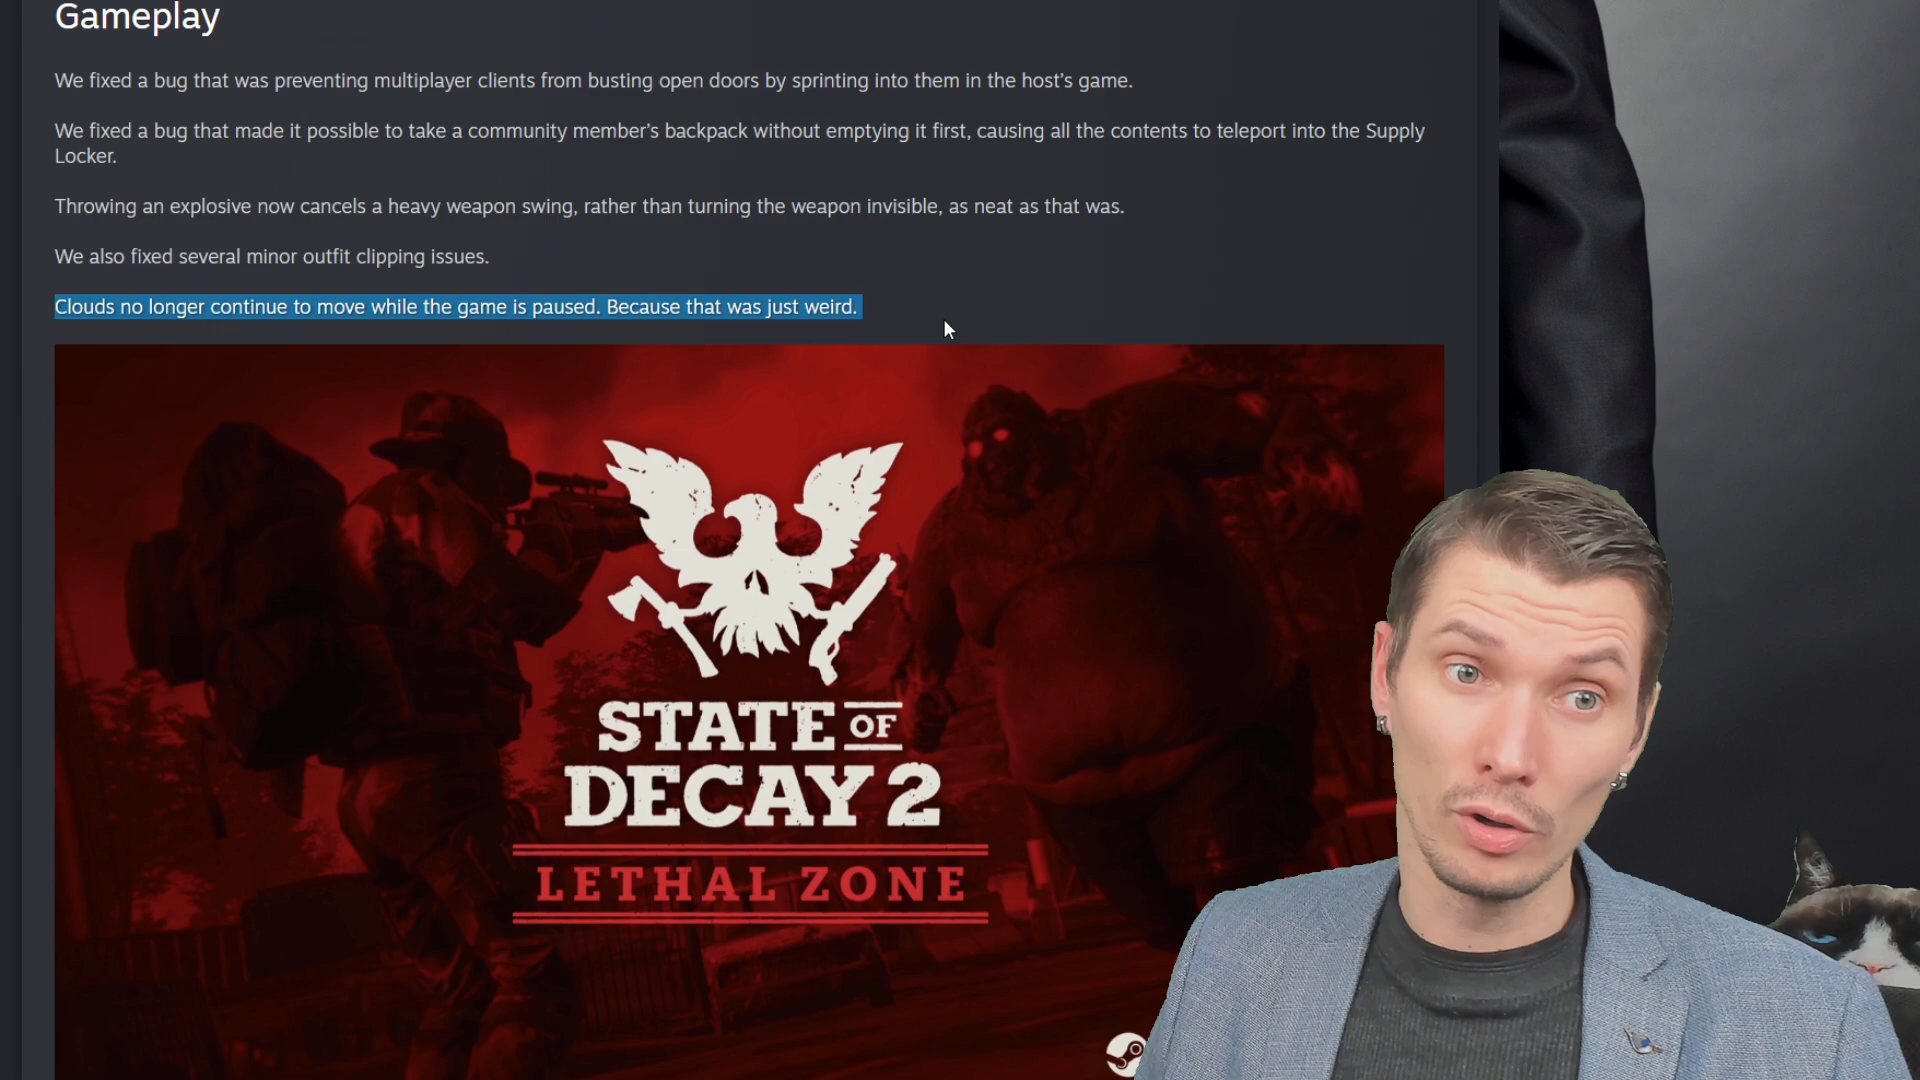 Gameplay
We fixed a bug that was preventing multiplayer clients from busting open doors by sprinting into them in the host's game.
We fixed a bug that made it possible to take a community member's backpack without emptying it first, causing all the contents to teleport into the Supply
Locker.
Throwing an explosive now cancels a heavy weapon swing, rather than turning the weapon invisible, as neat as that was.
We also fixed several minor outfit clipping issues.
Clouds no longer continue to move while the game is paused. Because that was just weird.
STATE OF
DECAY 2
LETHAL ZONE